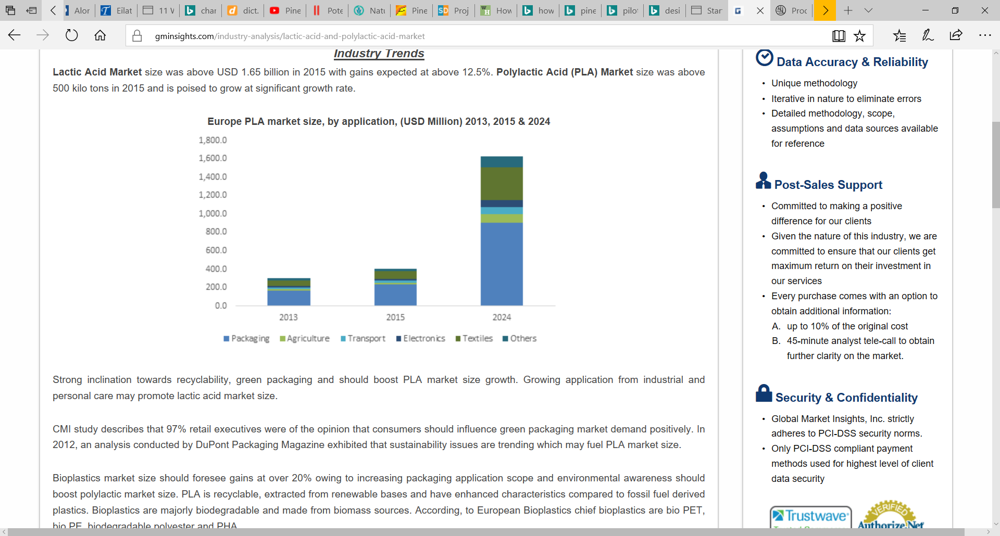 Alor
Eilat
11 V
char
dict.
Pine
Pote
Natu
Pine
SD Proj
WH How
how
pine
pilot
desi
Star
G
Proc
gminsights.com/industry-analysis/lactic-acid-and-polylactic-acid-market
Industry Trends
Lactic Acid Market size was above USD 1.65 billion in 2015 with gains expected at above 12.5%. Polylactic Acid (PLA) Market size was above
500 kilo tons in 2015 and is poised to grow at significant growth rate.
Europe PLA market size, by application, (USD Million) 2013, 2015 & 2024
1,800.0
1,600.0
1,400.0
1,200.0
1,000.0
800.0
600.0
400.0
200.0
0.0
2013 2015 2024
Packaging Agriculture Transport Electronics Textiles Others
Strong inclination towards recyclability, green packaging and should boost PLA market size growth. Growing application from industrial and
personal care may promote lactic acid market size.
CMI study describes that 97% retail executives were of the opinion that consumers should influence green packaging market demand positively. In
2012, an analysis conducted by DuPont Packaging Magazine exhibited that sustainability issues are trending which may fuel PLA market size.
Bioplastics market size should foresee gains at over 20% owing to increasing packaging application scope and environmental awareness should
boost polylactic market size. PLA is recyclable, extracted from renewable bases and have enhanced characteristics compared to fossil fuel derived
plastics. Bioplastics are majorly biodegradable and made from biomass sources. According, to European Bioplastics chief bioplastics are bio PET,
bio PE, biodegradable polyester and PHA.
Data Accuracy & Reliability
• Unique methodology
• Iterative in nature to eliminate errors
• Detailed methodology, scope,
assumptions and data sources available
for reference
Post-Sales Support
• Committed to making a positive
difference for our clients
• Given the nature of this industry, we are
committed to ensure that our clients get
maximum return on their investment in
our services
• Every purchase comes with an option to
obtain additional information:
A. up to 10% of the original cost
B. 45-minute analyst tele-call to obtain
further clarity on the market.
Security & Confidentiality
• Global Market Insights, Inc. strictly
adheres to PCI-DSS security norms.
• Only PCI-DSS compliant payment
methods used for highest level of client
data security
Trustwave
VERIFIED
Authorize.Net